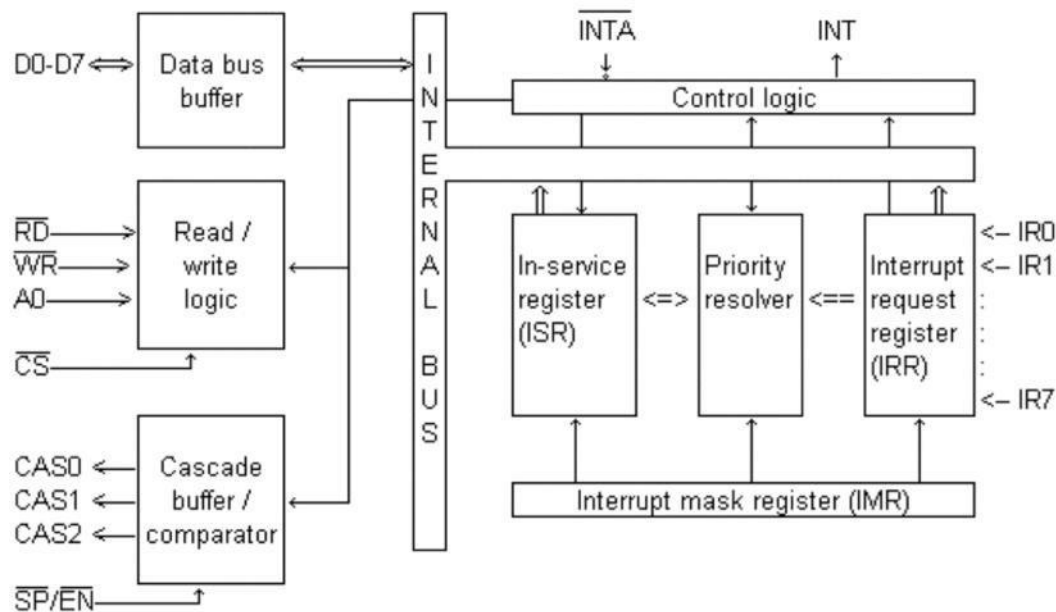 D0-D7
Data bus
buffer
I
N
T
E
R
N
A
L
B
U
S
INTA
INT
Control logic
RD
WR
A0
CS
Read /
write
logic
In-service
register
(ISR)
<=>
Priority
resolver
<==
Interrupt
request
register
(IRR)
<– IR0
<– IR1
:
:
:
<– IR7
CAS0
CAS1
CAS2
SP/EN
Cascade
buffer /
comparator
Interrupt mask register (IMR)